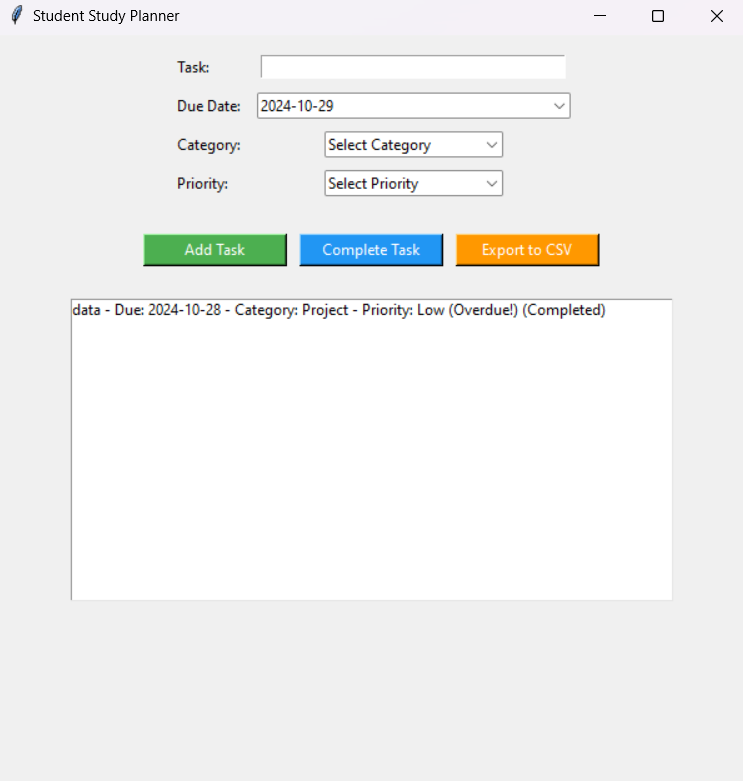 Student Study Planner
Task:
Due Date: 2024-10-29
Category: Select Category
Priority: Select Priority
Add Task Complete Task Export to CSV
data - Due: 2024-10-28 - Category: Project - Priority: Low (Overdue!) (Completed)